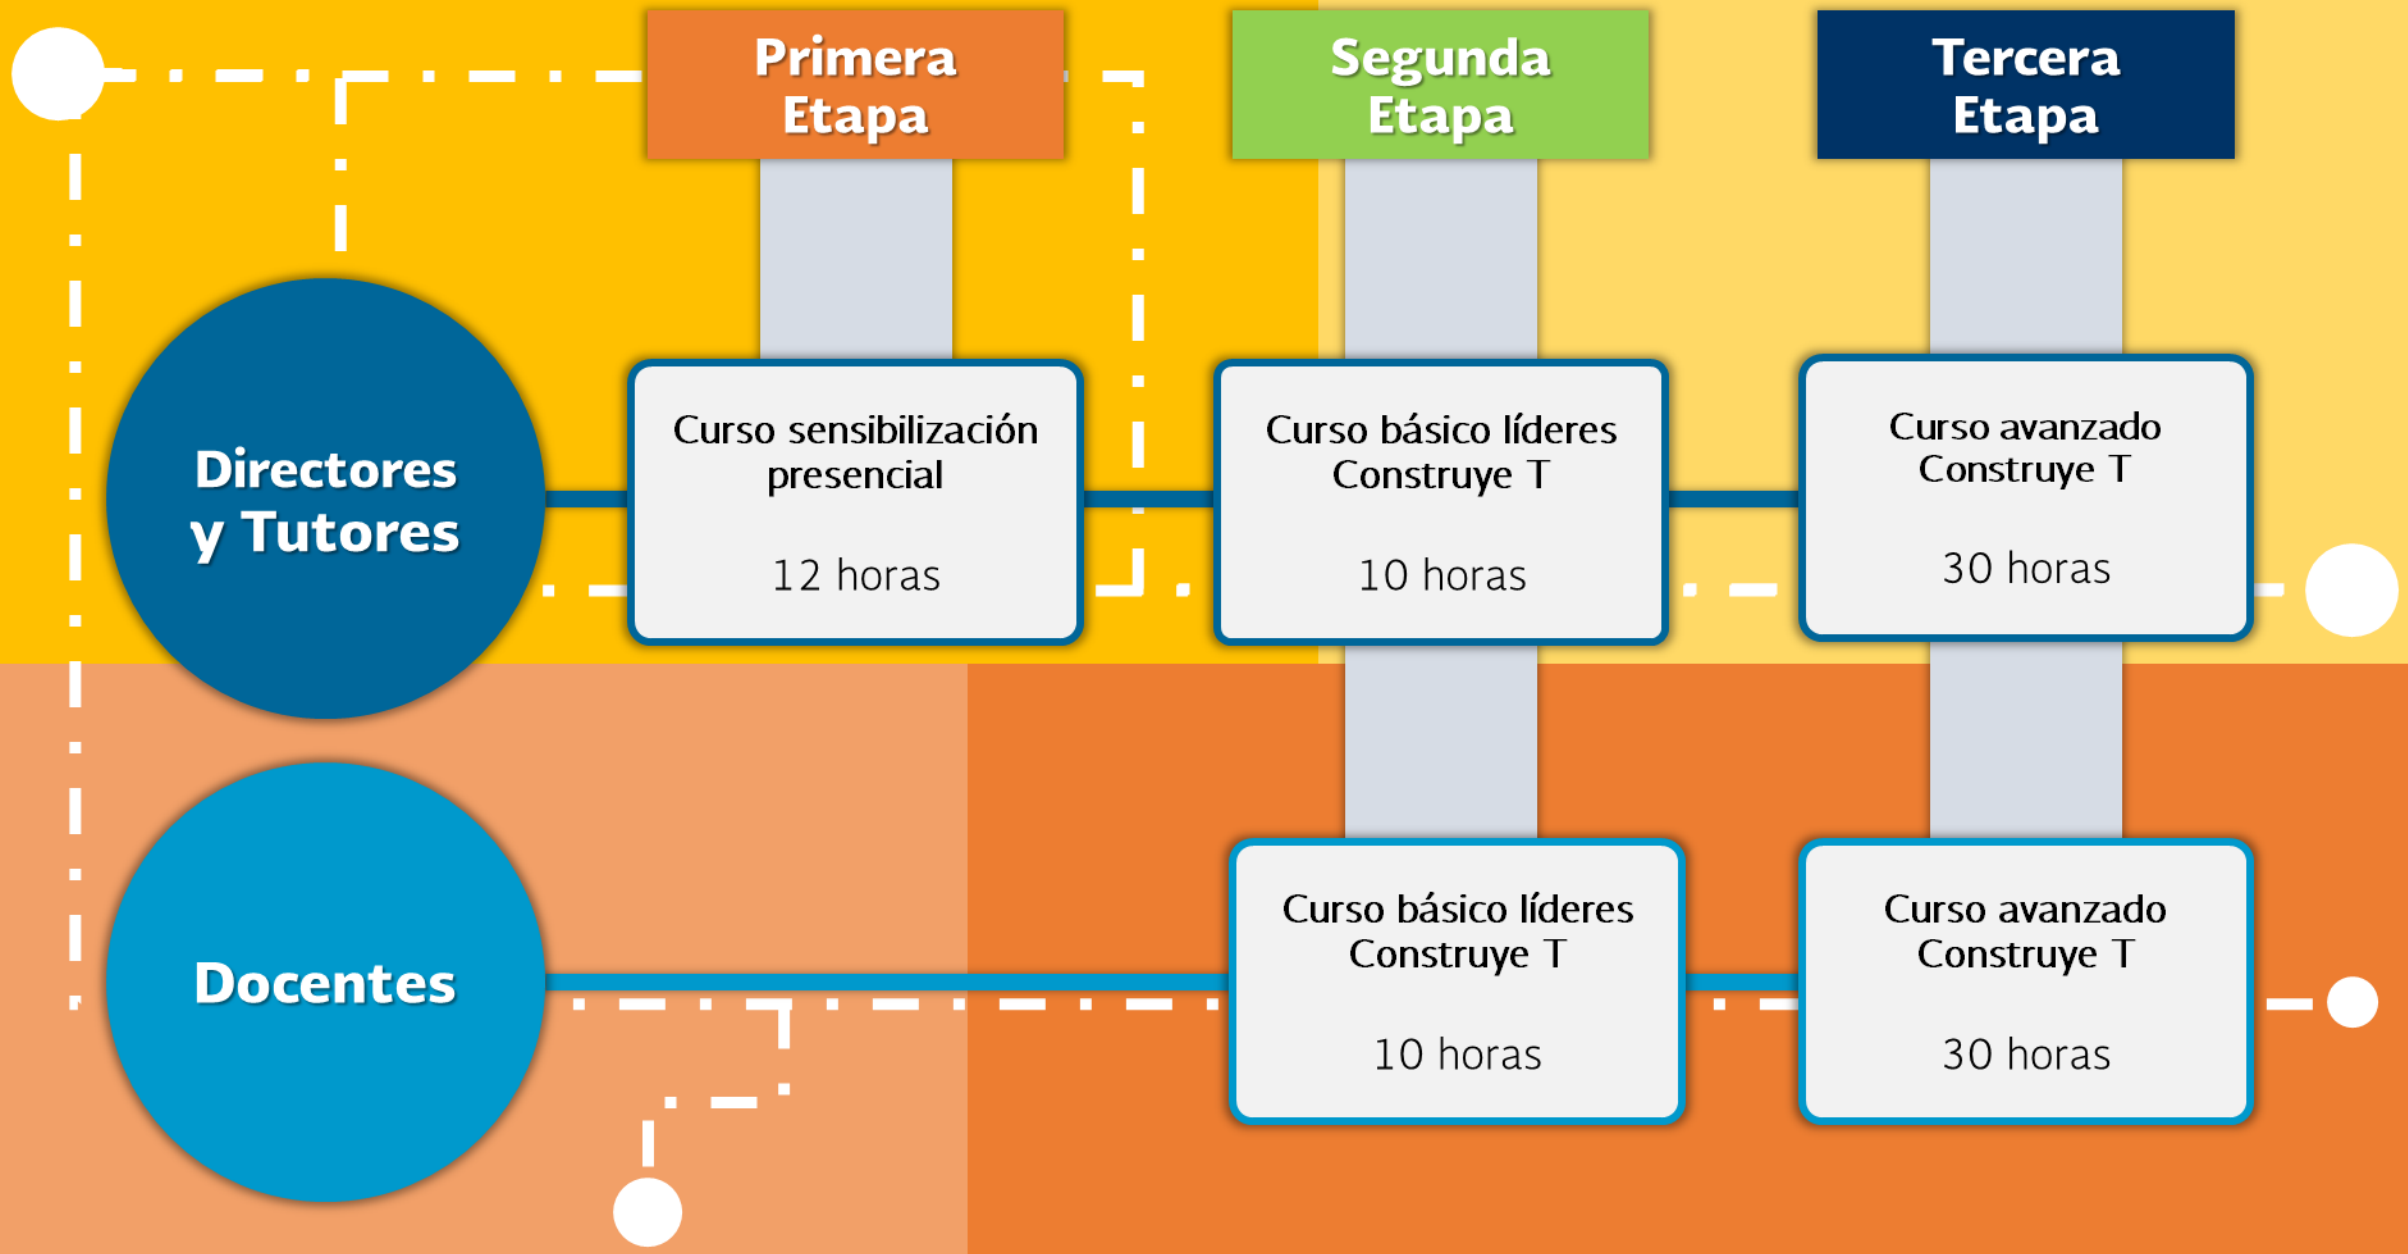 Primera
Etapa
Segunda
Etapa
Tercera
Etapa
Directores
y Tutores
Curso sensibilización
presencial
12 horas
Curso básico líderes
Construye T
10 horas
Curso avanzado
Construye T
30 horas
Docentes
Curso básico líderes
Construye T
10 horas
Curso avanzado
Construye T
30 horas